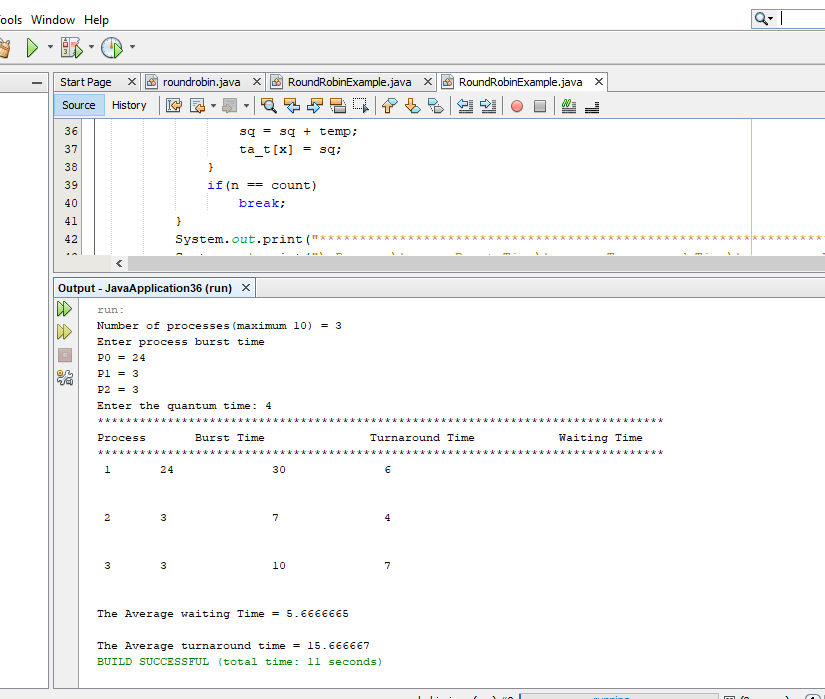 ools Window Help
Start Page roundrobin.java RoundRobinExample.java RoundRobinExample.java
Source History
36 sq = sq + temp;
37 ta_t[x] = sq;
38 }
39 if(n == count)
40 break;
41 }
42 System.out.print("***************************************************************
Output - JavaApplication36 (run)
run:
Number of processes(maximum 10) = 3
Enter process burst time
P0 = 24
P1 = 3
P2 = 3
Enter the quantum time: 4
*********************************************************************************
Process Burst Time Turnaround Time Waiting Time
*********************************************************************************
1 24 30 6
2 3 7 4
3 3 10 7
The Average waiting Time = 5.6666665
The Average turnaround time = 15.666667
BUILD SUCCESSFUL (total time: 11 seconds)